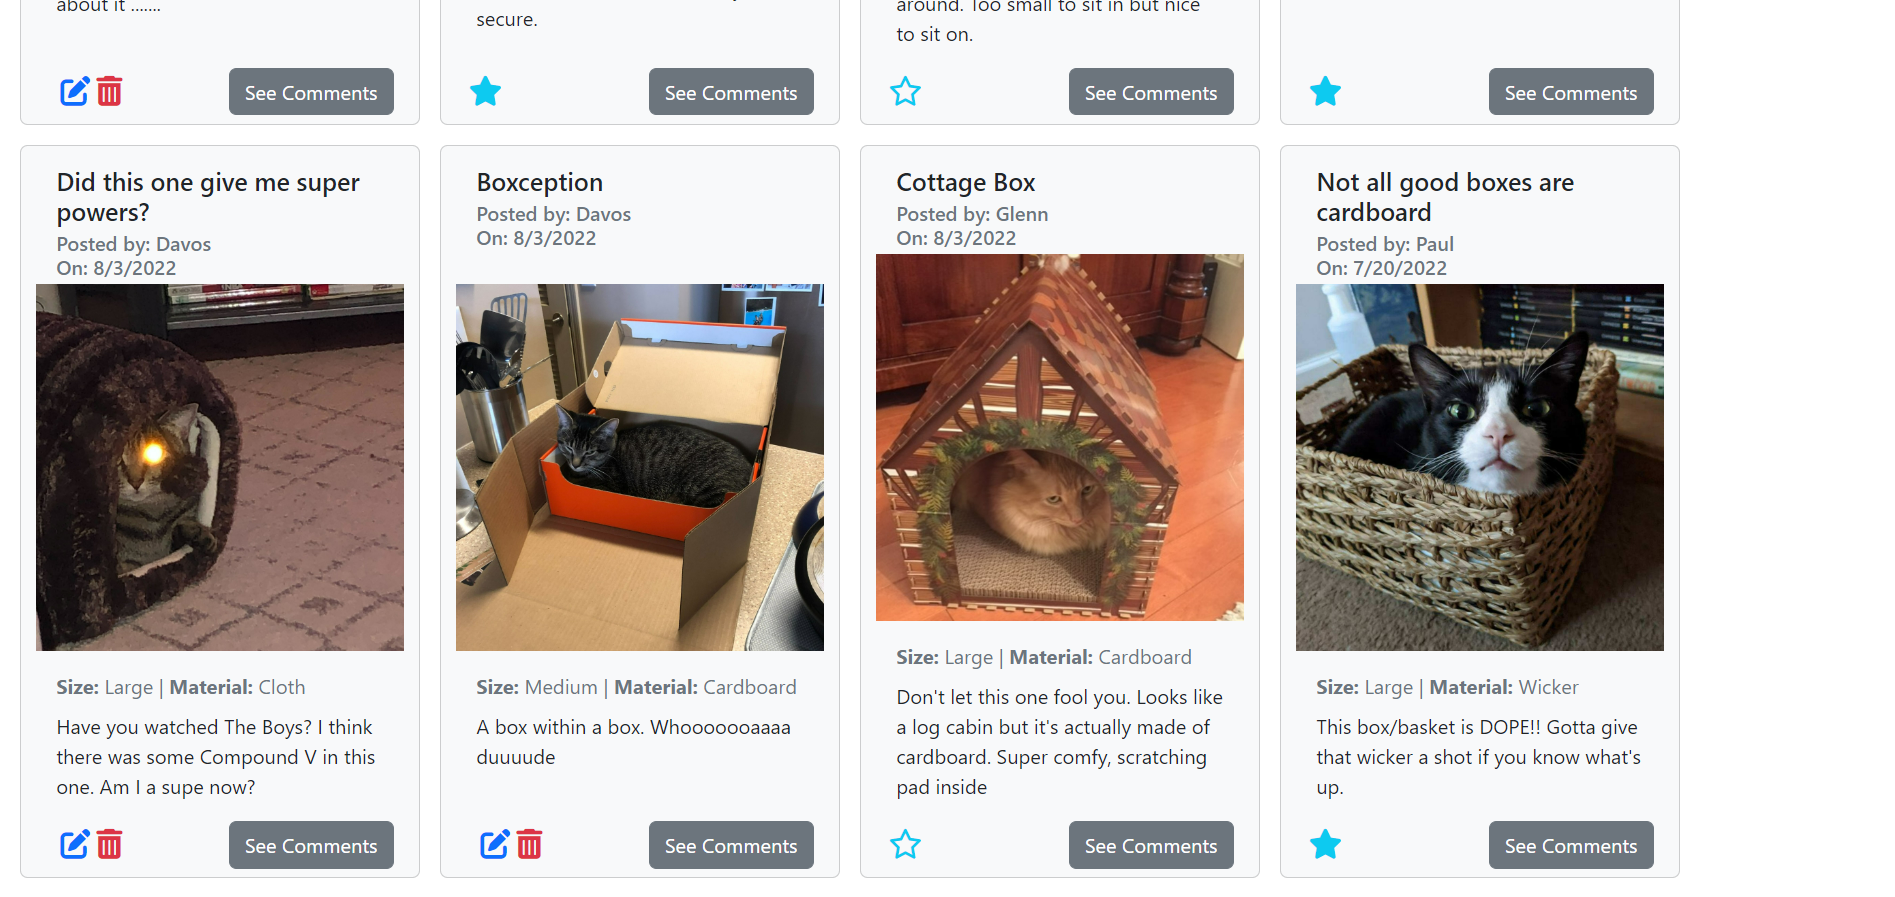 about it .......
secure.
around. Too small to sit in but nice
to sit on.
See Comments
See Comments
See Comments
See Comments
Did this one give me super
powers?
Posted by: Davos
On: 8/3/2022
Size: Large | Material: Cloth
Have you watched The Boys? I think
there was some Compound V in this
one. Am I a supe now?
See Comments
Boxception
Posted by: Davos
On: 8/3/2022
Size: Medium | Material: Cardboard
A box within a box. Whooooooaaaa
duuuude
See Comments
Cottage Box
Posted by: Glenn
On: 8/3/2022
Size: Large | Material: Cardboard
Don't let this one fool you. Looks like
a log cabin but it's actually made of
cardboard. Super comfy, scratching
pad inside
See Comments
Not all good boxes are
cardboard
Posted by: Paul
On: 7/20/2022
Size: Large | Material: Wicker
This box/basket is DOPE!! Gotta give
that wicker a shot if you know what's
up.
See Comments